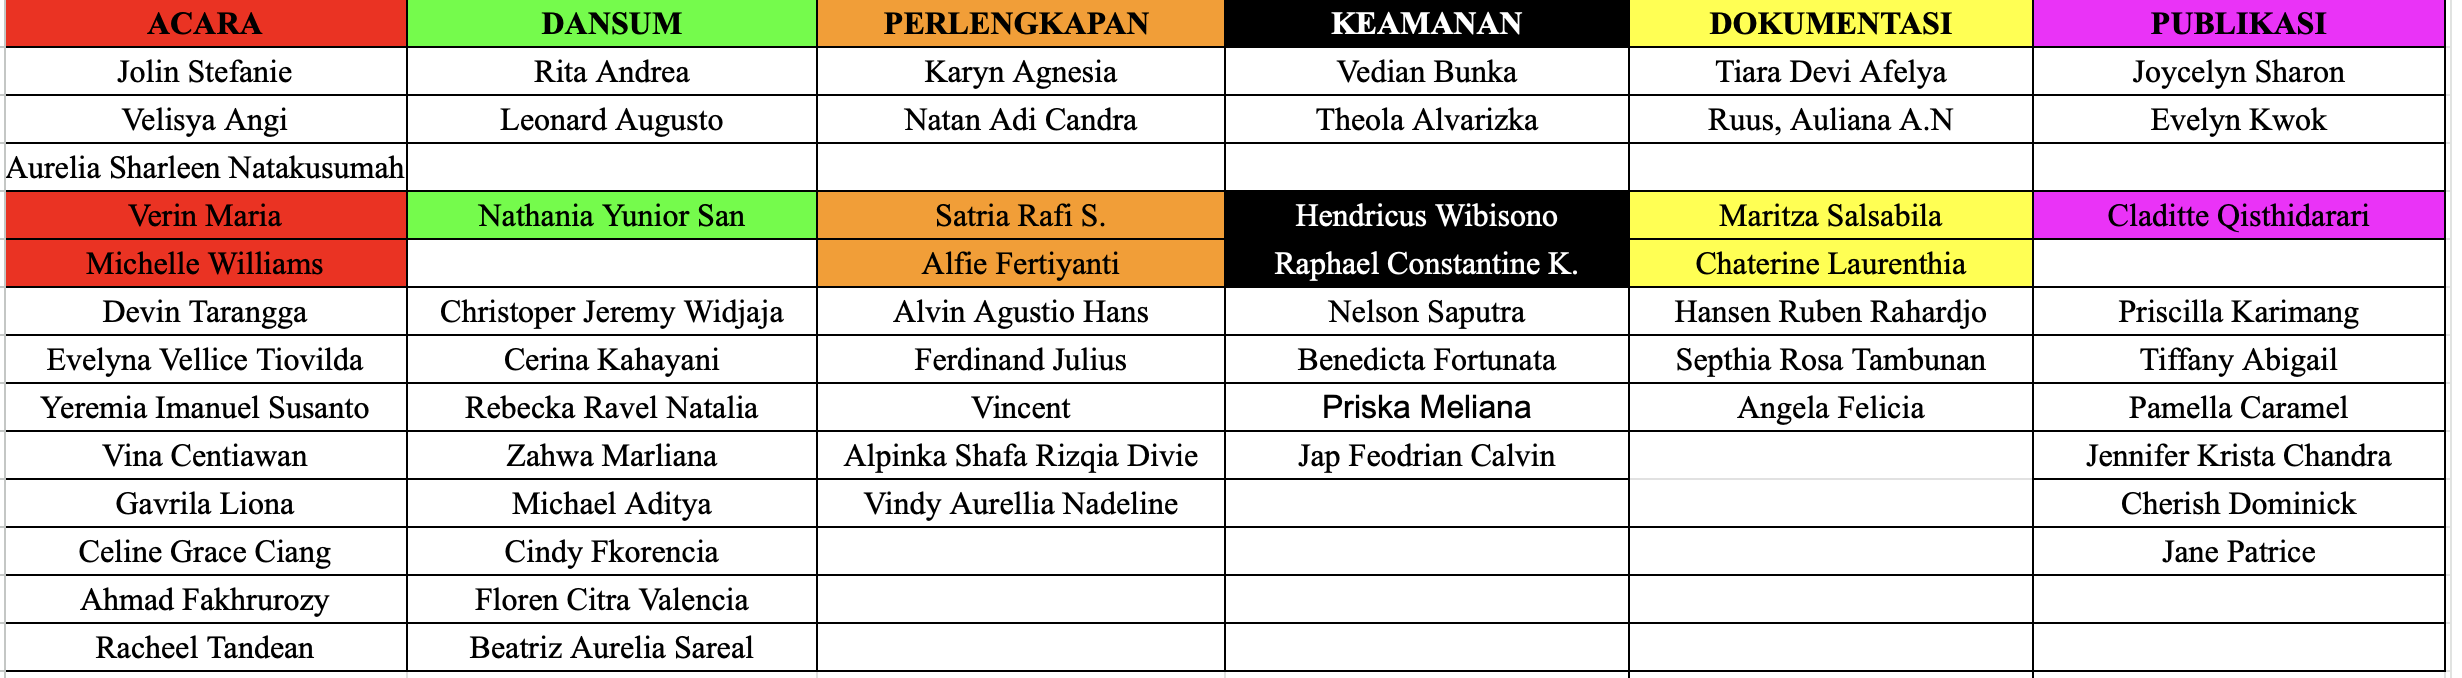 ACARA DANSUM PERLENGKAPAN KEAMANAN DOKUMENTASI PUBLIKASI
Jolin Stefanie Rita Andrea Karyn Agnesia Vedian Bunka Tiara Devi Afelya Joycelyn Sharon
Velisya Angi Leonard Augusto Natan Adi Candra Theola Alvarizka Ruus, Auliana A.N Evelyn Kwok
Aurelia Sharleen Natakusumah
Verin Maria Nathania Yunior San Satria Rafi S. Hendricus Wibisono Maritza Salsabila Claditte Qisthidarari
Michelle Williams Alfie Fertiyanti Raphael Constantine K. Chaterine Laurenthia
Devin Tarangga Christoper Jeremy Widjaja Alvin Agustio Hans Nelson Saputra Hansen Ruben Rahardjo Priscilla Karimang
Evelyna Vellice Tiovilda Cerina Kahayani Ferdinand Julius Benedicta Fortunata Septhia Rosa Tambunan Tiffany Abigail
Yeremia Imanuel Susanto Rebecka Ravel Natalia Vincent Priska Meliana Angela Felicia Pamella Caramel
Vina Centiawan Zahwa Marliana Alpinka Shafa Rizqia Divie Jap Feodrian Calvin Jennifer Krista Chandra
Gavrila Liona Michael Aditya Vindy Aurellia Nadeline Cherish Dominick
Celine Grace Ciang Cindy Fkorencia Jane Patrice
Ahmad Fakhrurozy Floren Citra Valencia
Racheel Tandean Beatriz Aurelia Sareal